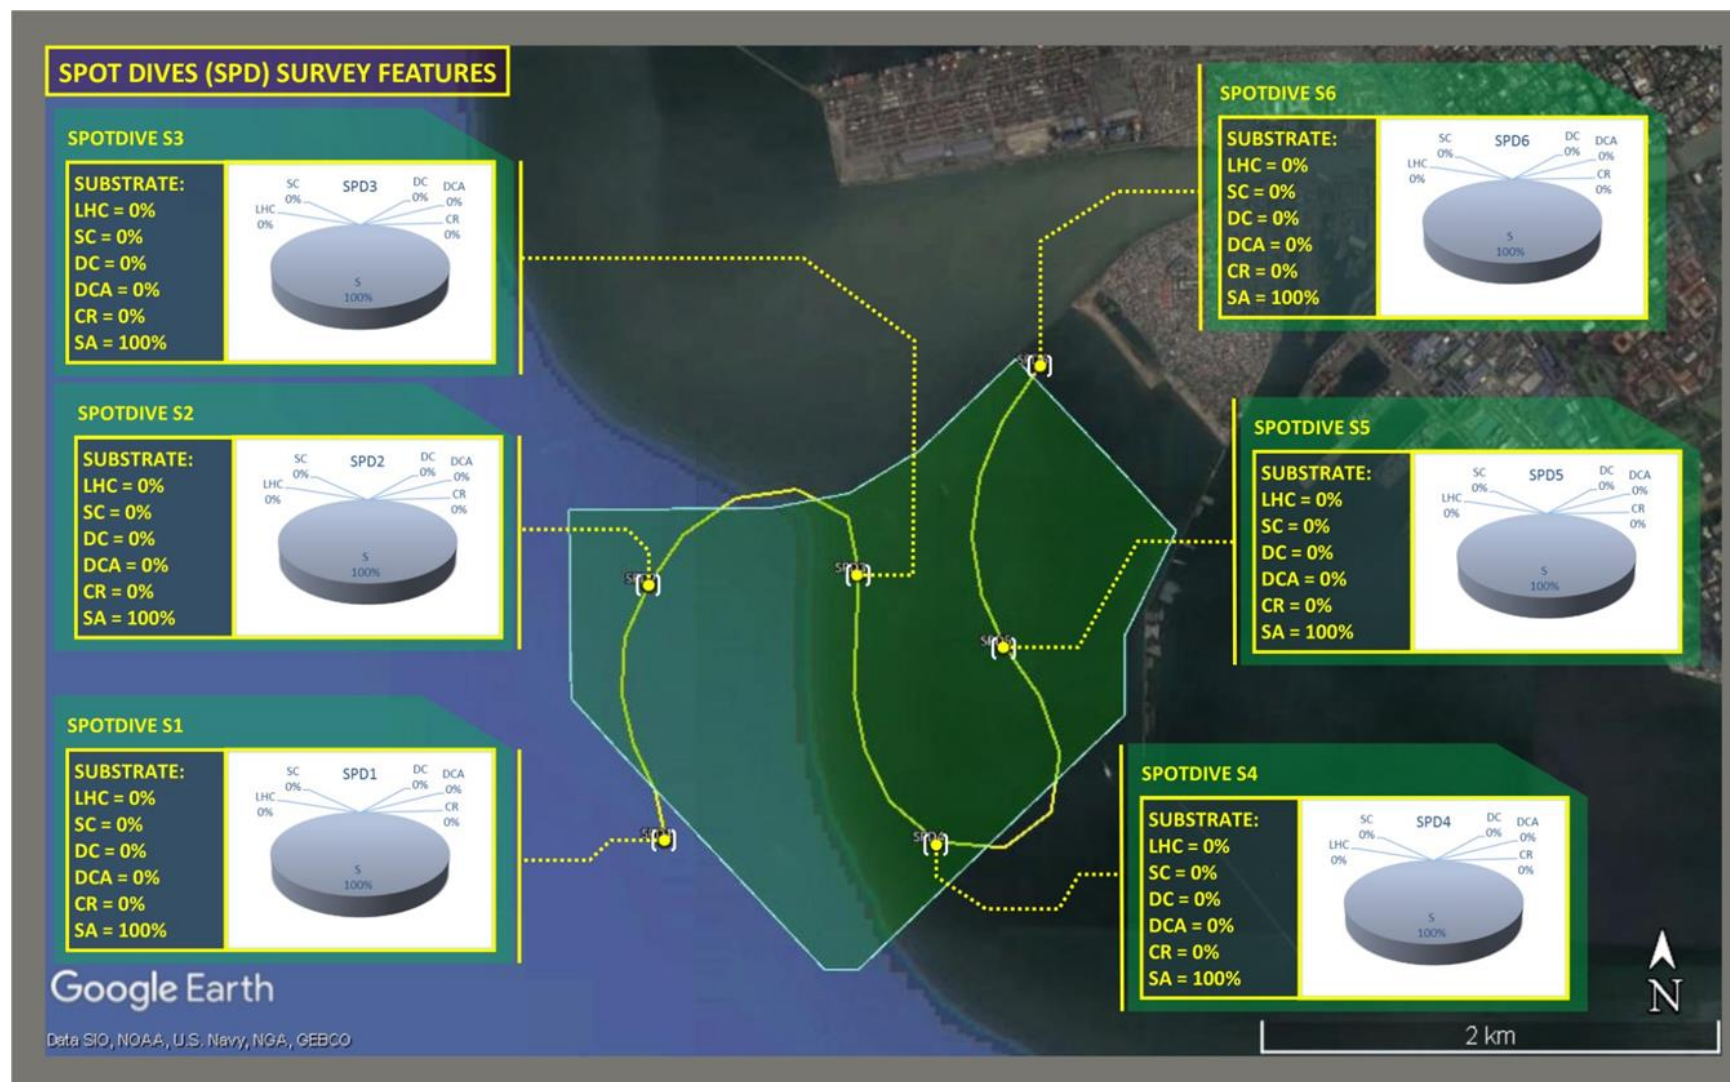 SPOT DIVES (SPD) SURVEY FEATURES
SPOTDIVE S3
SUBSTRATE:
LHC = 0%
SC = 0%
DC = 0%
DCA = 0%
CR = 0%
SA = 100%
SPD3
SC
0%
DC
0%
DCA
0%
LHC
0%
CR
0%
S
100%
SPOTDIVE S2
SUBSTRATE:
LHC = 0%
SC = 0%
DC = 0%
DCA = 0%
CR = 0%
SA = 100%
SPD2
SC
0%
DC
0%
DCA
0%
LHC
0%
CR
0%
S
100%
SPOTDIVE S1
SUBSTRATE:
LHC = 0%
SC = 0%
DC = 0%
DCA = 0%
CR = 0%
SA = 100%
SPD1
SC
0%
DC
0%
DCA
0%
LHC
0%
CR
0%
S
100%
SPOTDIVE S6
SUBSTRATE:
LHC = 0%
SC = 0%
DC = 0%
DCA = 0%
CR = 0%
SA = 100%
SPD6
SC
0%
DC
0%
DCA
0%
LHC
0%
CR
0%
S
100%
SPOTDIVE S5
SUBSTRATE:
LHC = 0%
SC = 0%
DC = 0%
DCA = 0%
CR = 0%
SA = 100%
SPD5
SC
0%
DC
0%
DCA
0%
LHC
0%
CR
0%
S
100%
SPOTDIVE S4
SUBSTRATE:
LHC = 0%
SC = 0%
DC = 0%
DCA = 0%
CR = 0%
SA = 100%
SPD4
SC
0%
DC
0%
DCA
0%
LHC
0%
CR
0%
S
100%
Google Earth
Data SIO, NOAA, U.S. Navy, NGA, GEBCO
N
2 km